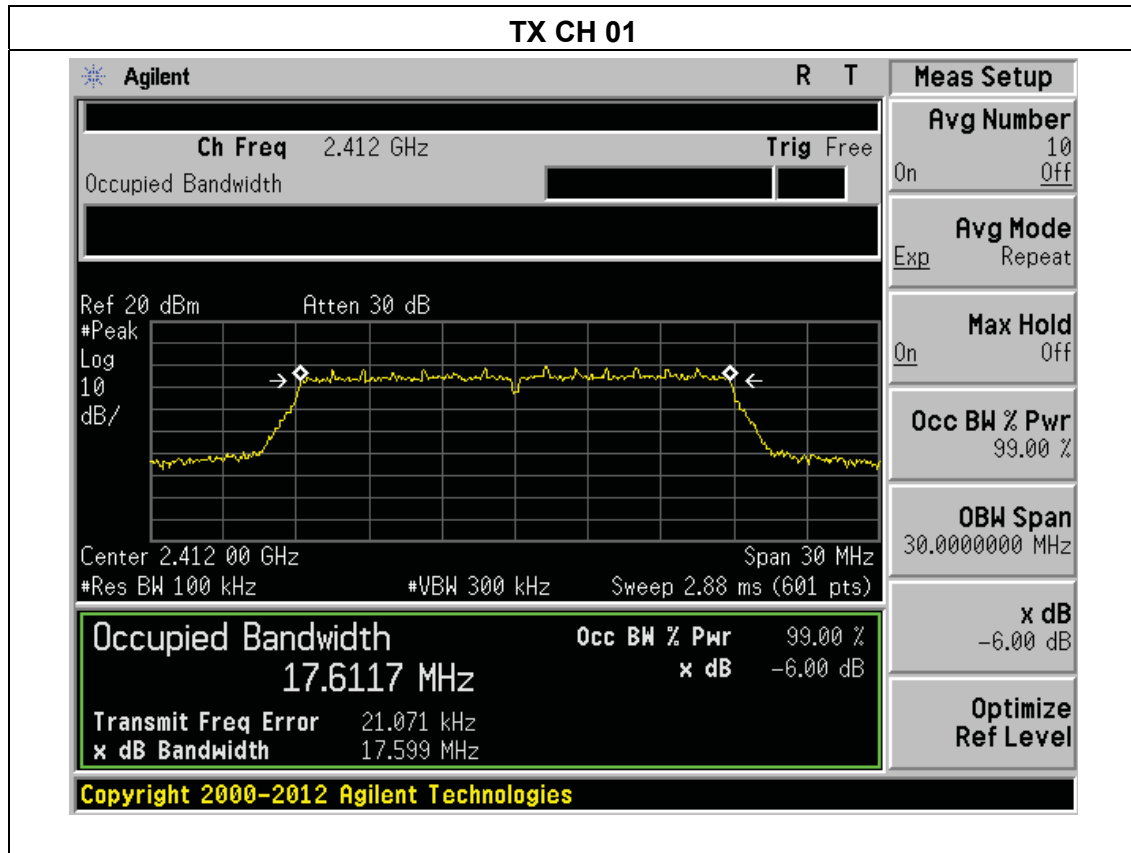 TX CH 01
Agilent R T Meas Setup
Ch Freq 2.412 GHz Trig Free
Occupied Bandwidth
Avg Number
10
On Off
Avg Mode
Exp Repeat
Max Hold
On Off
Occ BW % Pwr
99.00 %
OBW Span
30.0000000 MHz
x dB
-6.00 dB
Optimize
Ref Level
Ref 20 dBm Atten 30 dB
#Peak
Log
10
dB/
Center 2.412 00 GHz Span 30 MHz
#Res BW 100 kHz #VBW 300 kHz Sweep 2.88 ms (601 pts)
Occupied Bandwidth Occ BW % Pwr 99.00 %
17.6117 MHz x dB -6.00 dB
Transmit Freq Error 21.071 kHz
x dB Bandwidth 17.599 MHz
Copyright 2000-2012 Agilent Technologies